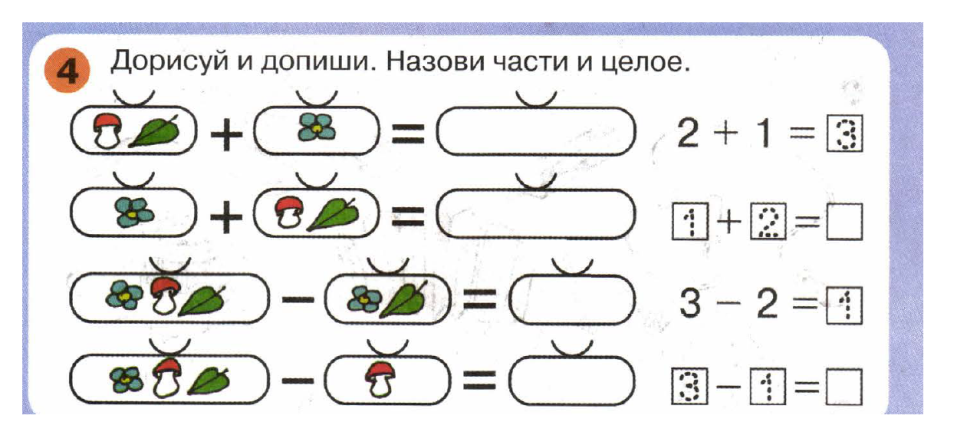 4 Дорисуй и допиши. Назови части и целое.
+ = 2 + 1 = 3
+ = 1 + 2 =
− = 3 − 2 = 1
− = 3 − 1 =